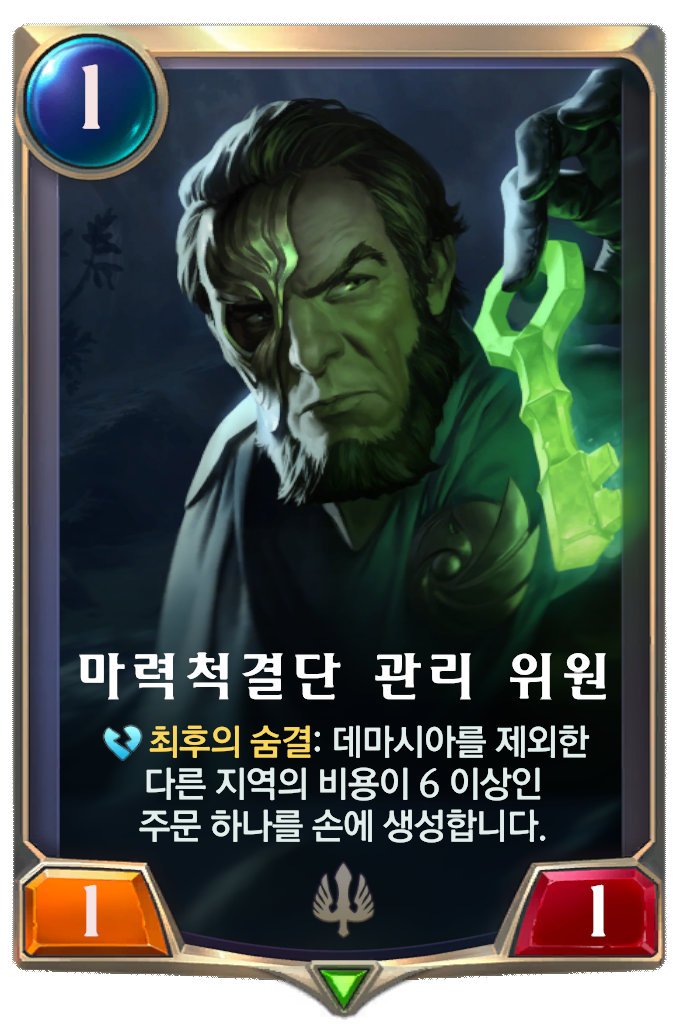 1
마력척결단 관리 위원
최후의 숨결: 데마시아를 제외한
다른 지역의 비용이 6 이상인
주문 하나를 손에 생성합니다.
1
1